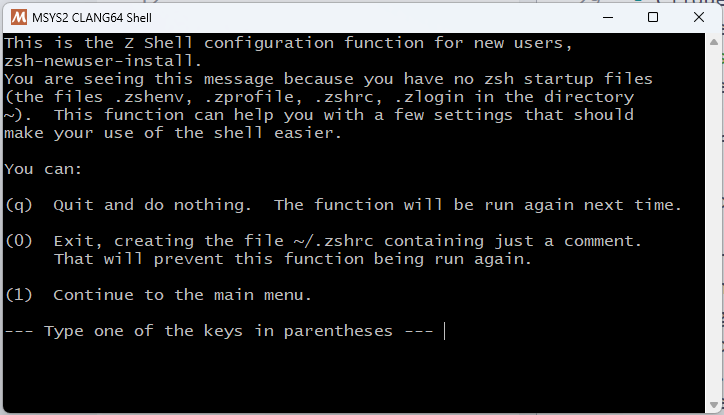 MSYS2 CLANG64 Shell
This is the Z Shell configuration function for new users,
zsh-newuser-install.
You are seeing this message because you have no zsh startup files
(the files .zshenv, .zprofile, .zshrc, .zlogin in the directory
~).  This function can help you with a few settings that should
make your use of the shell easier.

You can:

(q)  Quit and do nothing.  The function will be run again next time.

(0)  Exit, creating the file ~/.zshrc containing just a comment.
     That will prevent this function being run again.

(1)  Continue to the main menu.

--- Type one of the keys in parentheses ---